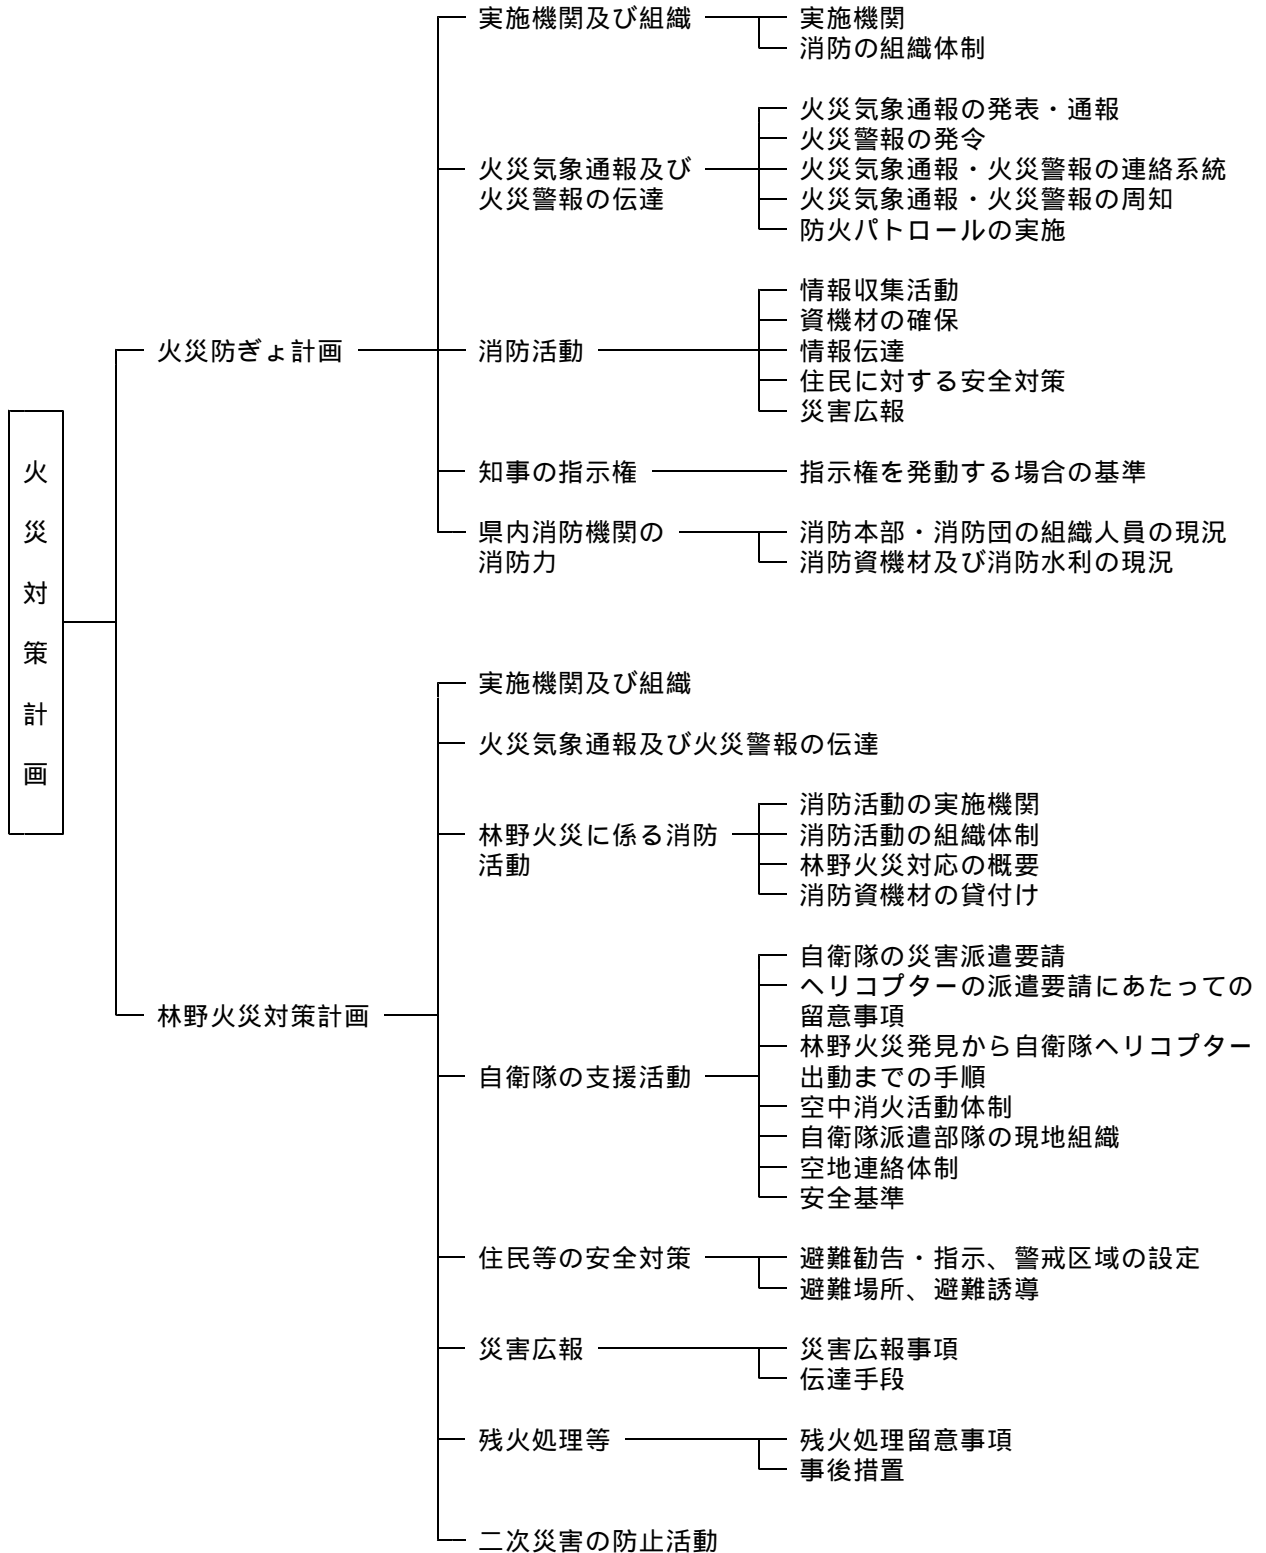 火災対策計画
火災防ぎょ計画
実施機関及び組織
実施機関
消防の組織体制
火災気象通報及び
火災警報の伝達
火災気象通報の発表・通報
火災警報の発令
火災気象通報・火災警報の連絡系統
火災気象通報・火災警報の周知
防火パトロールの実施
消防活動
情報収集活動
資機材の確保
情報伝達
住民に対する安全対策
災害広報
知事の指示権
指示権を発動する場合の基準
県内消防機関の
消防力
消防本部・消防団の組織人員の現況
消防資機材及び消防水利の現況
林野火災対策計画
実施機関及び組織
火災気象通報及び火災警報の伝達
林野火災に係る消防
活動
消防活動の実施機関
消防活動の組織体制
林野火災対応の概要
消防資機材の貸付け
自衛隊の支援活動
自衛隊の災害派遣要請
ヘリコプターの派遣要請にあたっての
留意事項
林野火災発見から自衛隊ヘリコプター
出動までの手順
空中消火活動体制
自衛隊派遣部隊の現地組織
空地連絡体制
安全基準
住民等の安全対策
避難勧告・指示、警戒区域の設定
避難場所、避難誘導
災害広報
災害広報事項
伝達手段
残火処理等
残火処理留意事項
事後措置
二次災害の防止活動